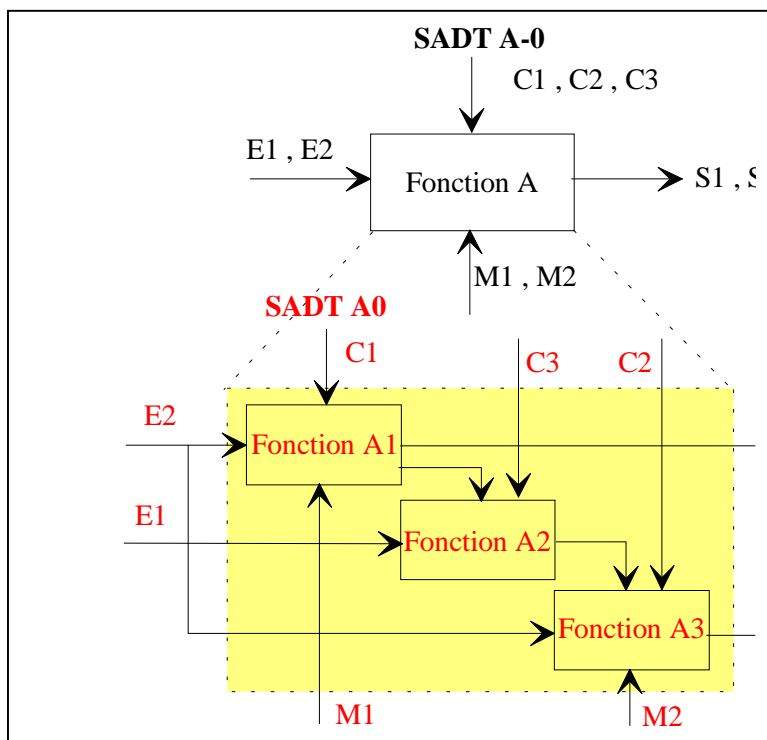 SADT A-0
C1 , C2 , C3
E1 , E2
Fonction A
S1 ,
M1 , M2
SADT A0
C1
C3
C2
E2
Fonction A1
E1
Fonction A2
Fonction A3
M1
M2